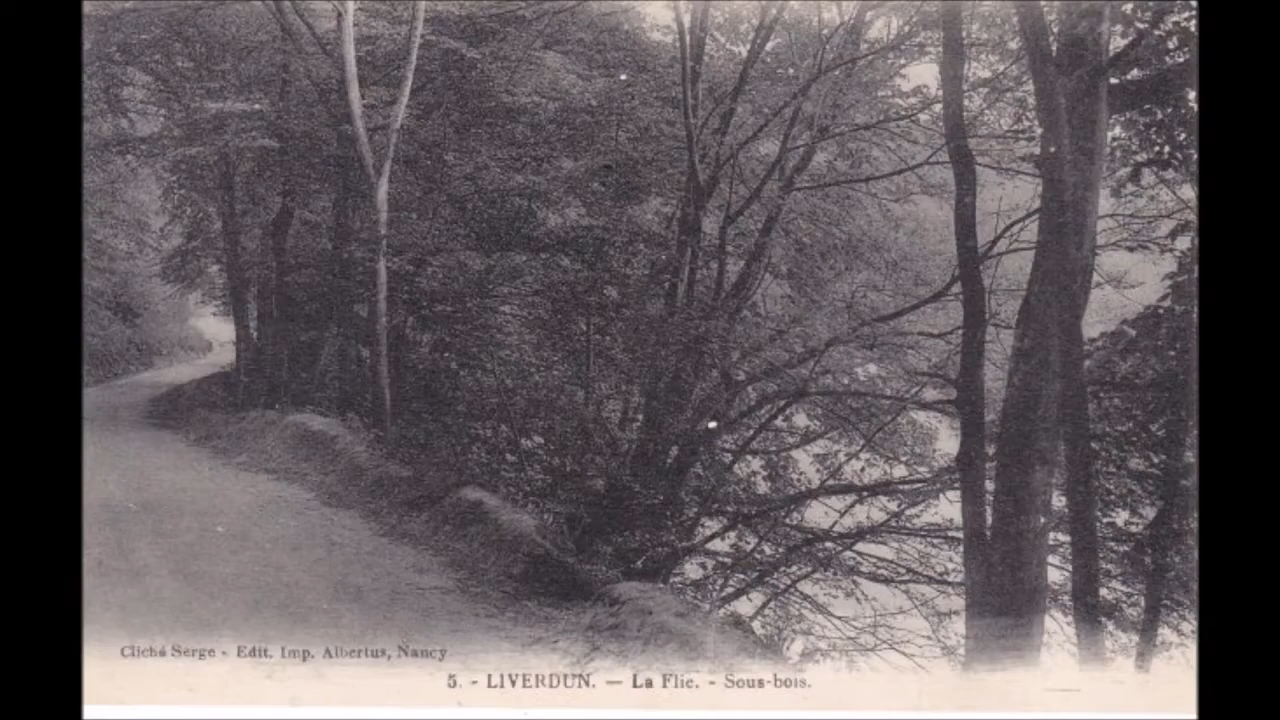 Cliché Serge - Edit. Imp. Albertus, Nancy
5. - LIVERDUN. — La Flie. - Sous-bois.